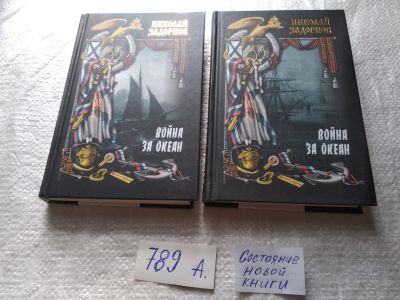 НИКОЛАЙ
ЗАДОРНОВ
ВОЙНА
ЗА ОКЕАН
НИКОЛАЙ
ЗАДОРНОВ
ВОЙНА
ЗА ОКЕАН
789 А.
Состояние
новой
книги